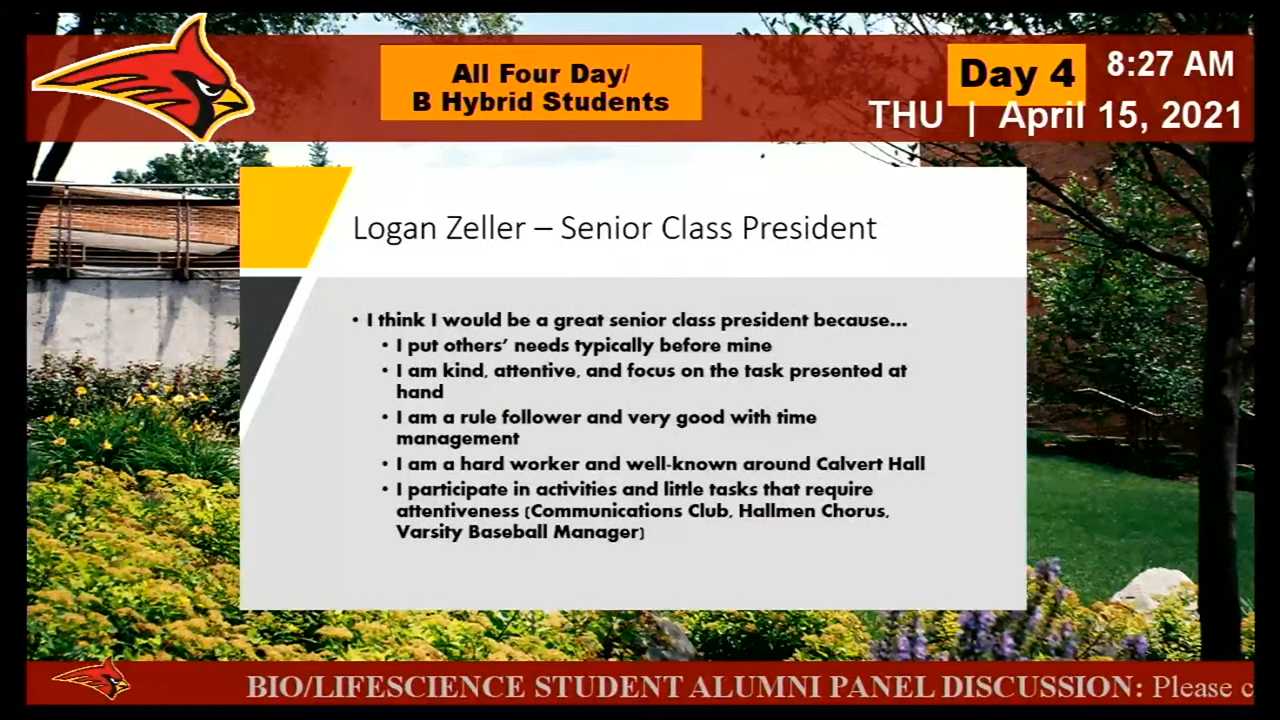 All Four Day/
B Hybrid Students
Day 4
8:27 AM
THU | April 15, 2021
Logan Zeller – Senior Class President
• I think I would be a great senior class president because...
• I put others' needs typically before mine
• I am kind, attentive, and focus on the task presented at
hand
• I am a rule follower and very good with time
management
• I am a hard worker and well-known around Calvert Hall
• I participate in activities and little tasks that require
attentiveness (Communications Club, Hallmen Chorus,
Varsity Baseball Manager)
BIO/LIFESCIENCE STUDENT ALUMNI PANEL DISCUSSION: Please c